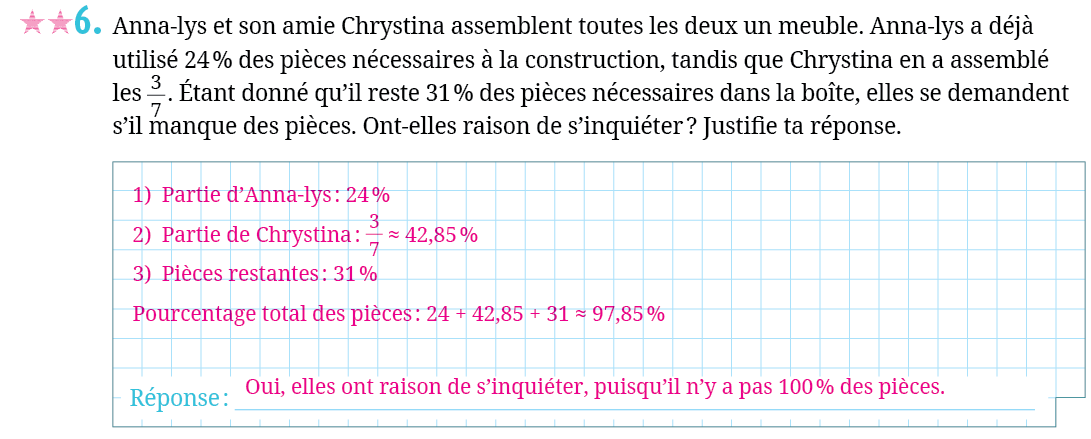 6. Anna-lys et son amie Chrystina assemblent toutes les deux un meuble. Anna-lys a déjà
utilisé 24 % des pièces nécessaires à la construction, tandis que Chrystina en a assemblé
les 3/7. Étant donné qu’il reste 31 % des pièces nécessaires dans la boîte, elles se demandent
s’il manque des pièces. Ont-elles raison de s’inquiéter ? Justifie ta réponse.
1) Partie d’Anna-lys : 24 %
2) Partie de Chrystina : 3/7 ≈ 42,85 %
3) Pièces restantes : 31 %
Pourcentage total des pièces : 24 + 42,85 + 31 ≈ 97,85 %
Réponse : Oui, elles ont raison de s’inquiéter, puisqu’il n’y a pas 100 % des pièces.